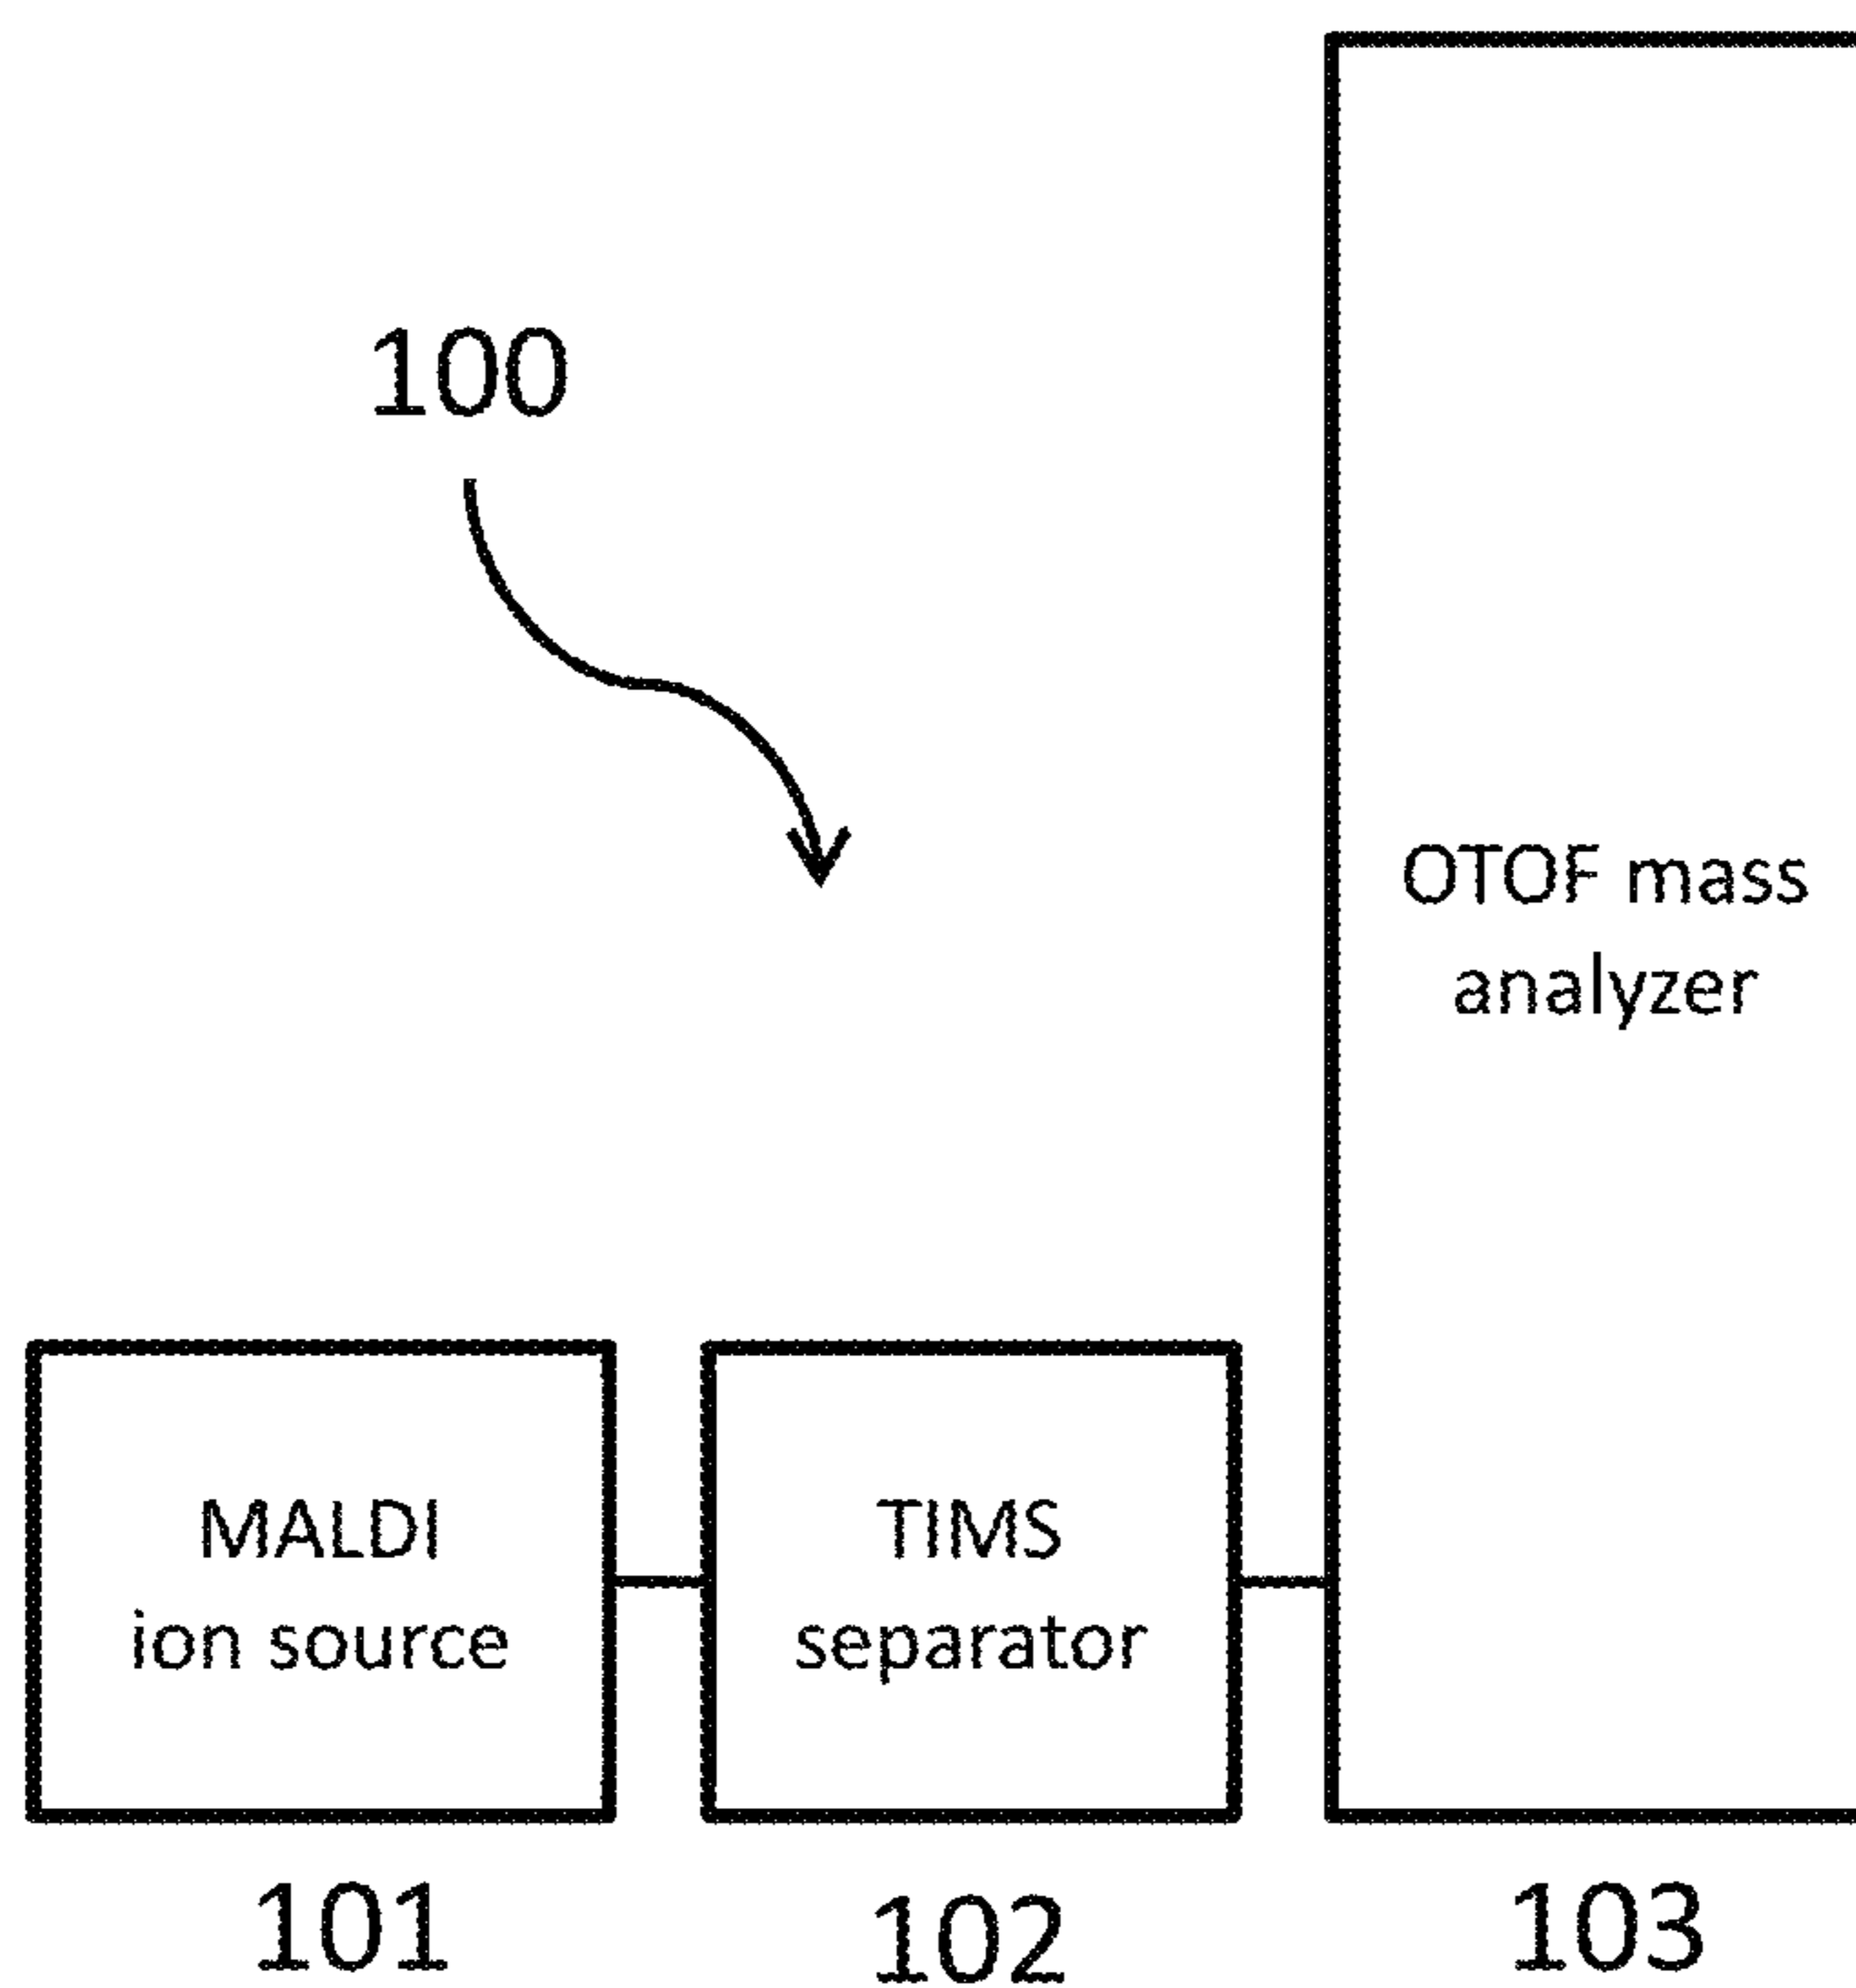 100
OTOF mass
analyzer
MALDI
ion source
TIMS
separator
101
102
103